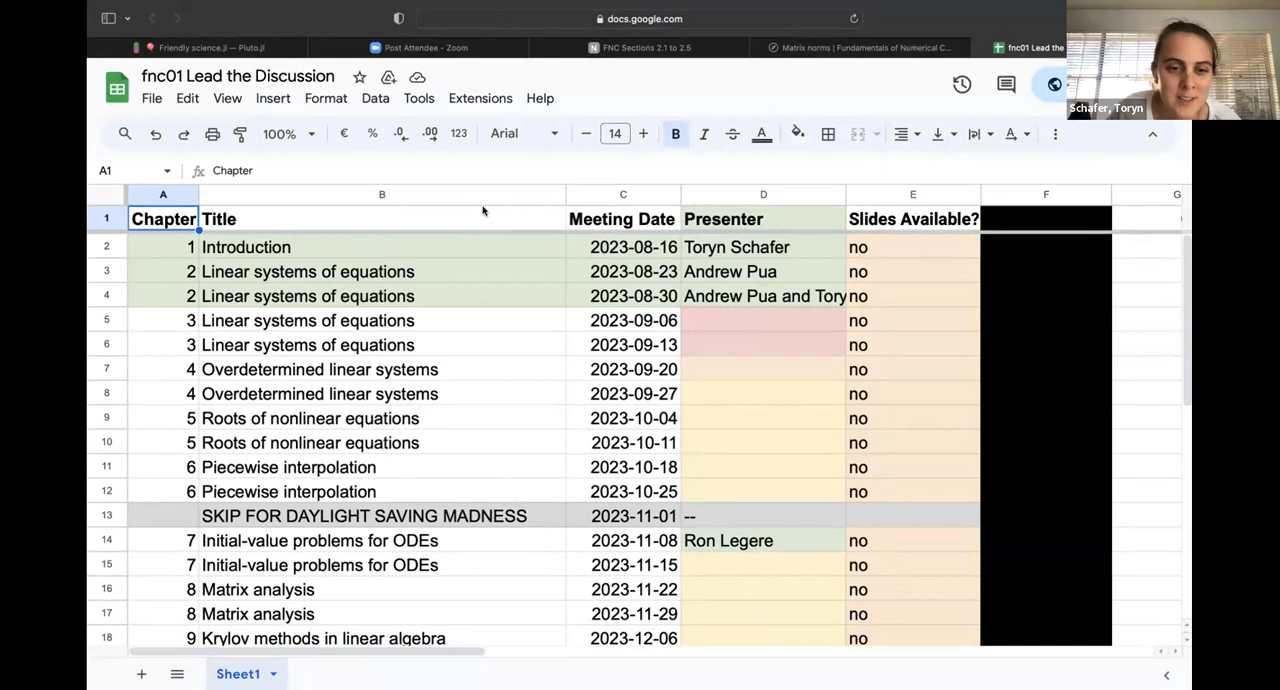 docs.google.com
Friendly science.jl — Pluto.jl
Post Attendee - Zoom
FNC Sections 2.1 to 2.5
Matrix norms | Fundamentals of Numerical C...
fnc01 Lead the
Schafer, Toryn
fnc01 Lead the Discussion
File Edit View Insert Format Data Tools Extensions Help
100% € % .0 .00 123 Arial 14 B I A
A1 fx Chapter
A B C D E F G
1 Chapter Title Meeting Date Presenter Slides Available?
2 1 Introduction 2023-08-16 Toryn Schafer no
3 2 Linear systems of equations 2023-08-23 Andrew Pua no
4 2 Linear systems of equations 2023-08-30 Andrew Pua and Tory no
5 3 Linear systems of equations 2023-09-06 no
6 3 Linear systems of equations 2023-09-13 no
7 4 Overdetermined linear systems 2023-09-20 no
8 4 Overdetermined linear systems 2023-09-27 no
9 5 Roots of nonlinear equations 2023-10-04 no
10 5 Roots of nonlinear equations 2023-10-11 no
11 6 Piecewise interpolation 2023-10-18 no
12 6 Piecewise interpolation 2023-10-25 no
13 SKIP FOR DAYLIGHT SAVING MADNESS 2023-11-01 --
14 7 Initial-value problems for ODEs 2023-11-08 Ron Legere no
15 7 Initial-value problems for ODEs 2023-11-15 no
16 8 Matrix analysis 2023-11-22 no
17 8 Matrix analysis 2023-11-29 no
18 9 Krylov methods in linear algebra 2023-12-06 no
Sheet1